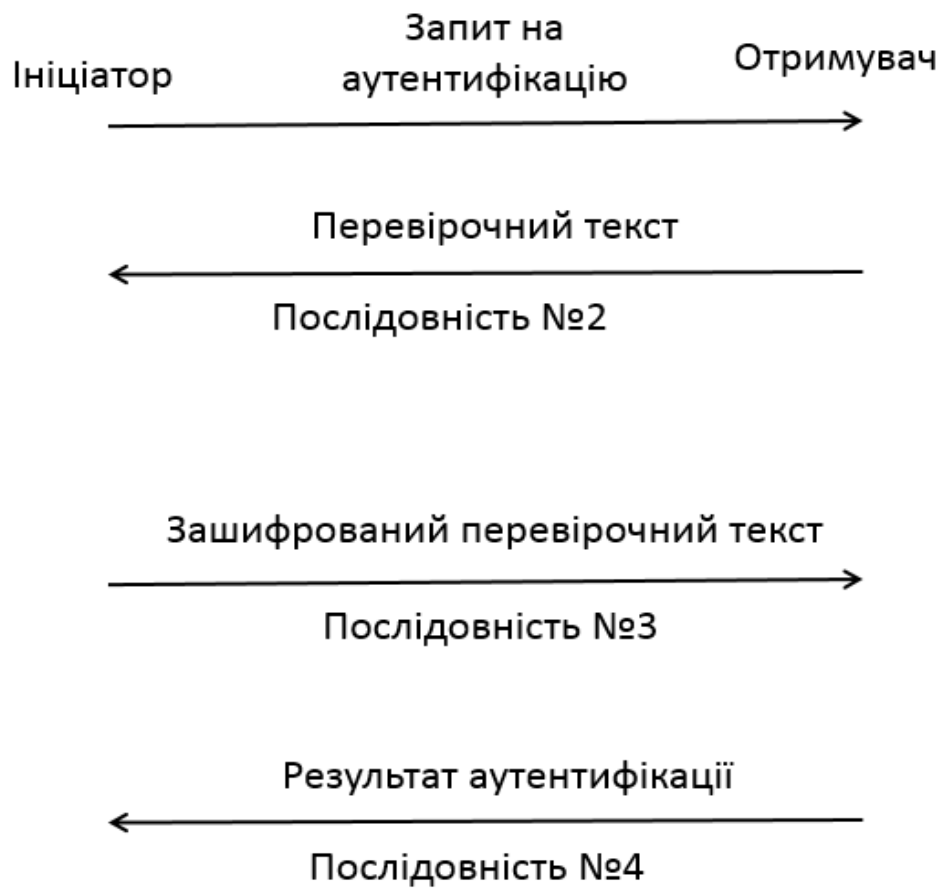 Запит на
Ініціатор
аутентифікацію
Отримувач
Перевірочний текст
Послідовність №2
Зашифрований перевірочний текст
Послідовність №3
Результат аутентифікації
Послідовність №4